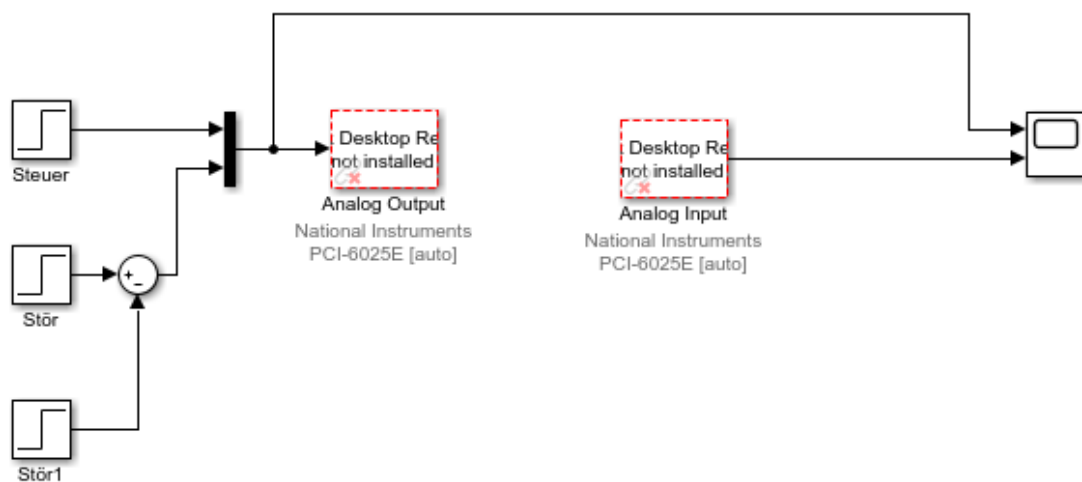 Steuer
Desktop Re
not installed
Analog Output
National Instruments
PCI-6025E [auto]
Desktop Re
not installed
Analog Input
National Instruments
PCI-6025E [auto]
Stör
+
−
Stör1